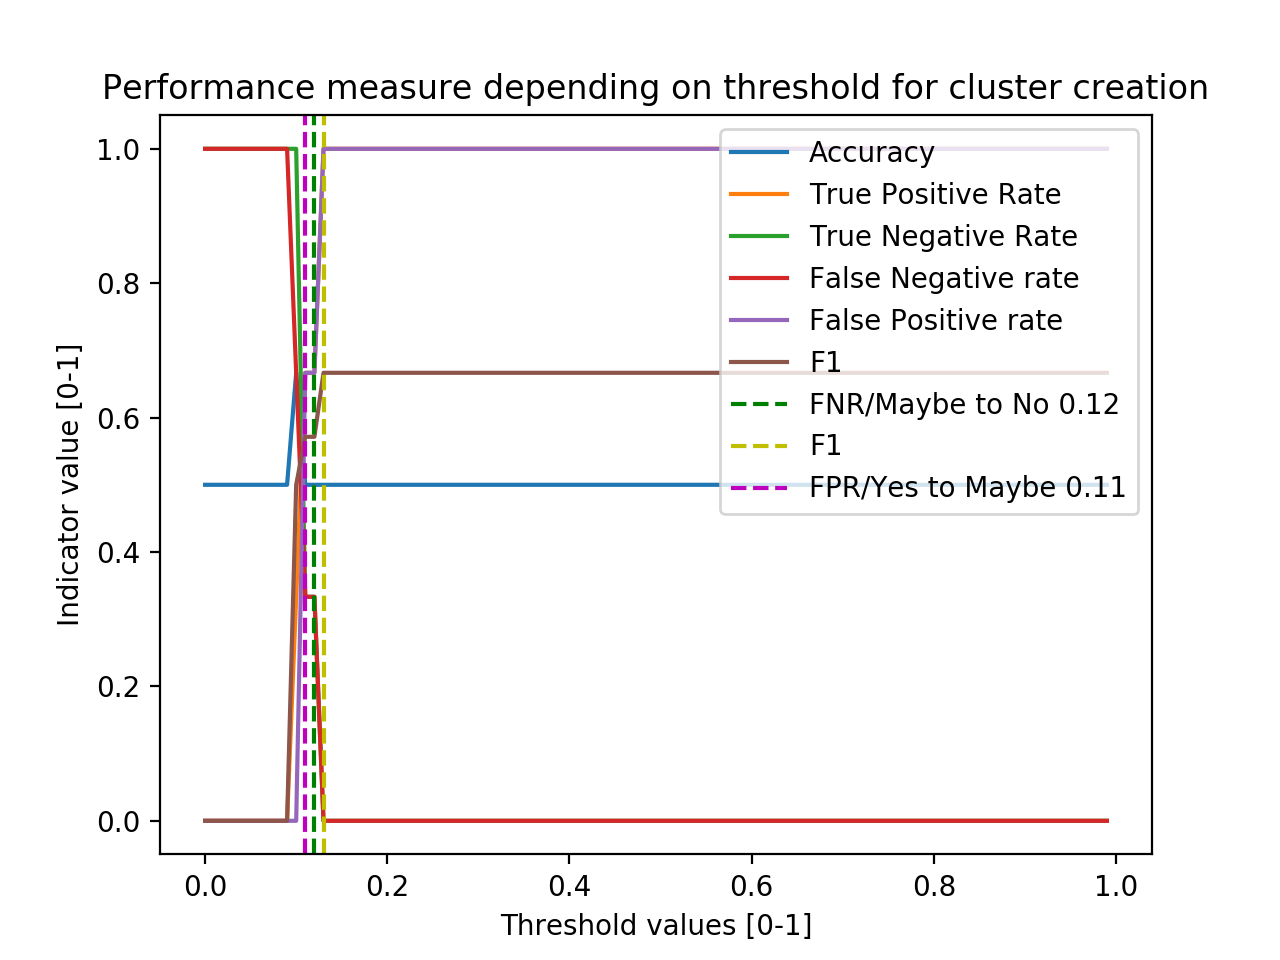 Performance measure depending on threshold for cluster creation
1.0
0.8
0.6
0.4
0.2
0.0
Indicator value [0-1]
Accuracy
True Positive Rate
True Negative Rate
False Negative rate
False Positive rate
F1
FNR/Maybe to No 0.12
F1
FPR/Yes to Maybe 0.11
0.0 0.2 0.4 0.6 0.8 1.0
Threshold values [0-1]